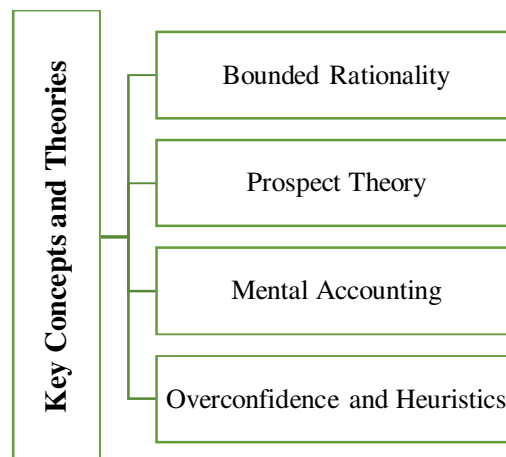 Key Concepts and Theories
Bounded Rationality
Prospect Theory
Mental Accounting
Overconfidence and Heuristics